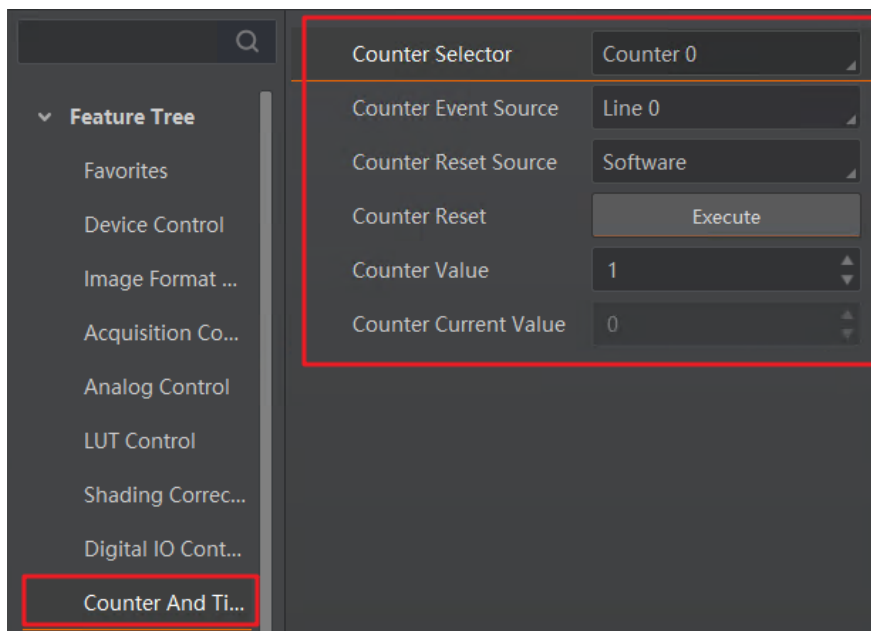 Feature Tree
Favorites
Device Control
Image Format ...
Acquisition Co...
Analog Control
LUT Control
Shading Correc...
Digital IO Cont...
Counter And Ti...
Counter Selector Counter 0
Counter Event Source Line 0
Counter Reset Source Software
Counter Reset Execute
Counter Value 1
Counter Current Value 0